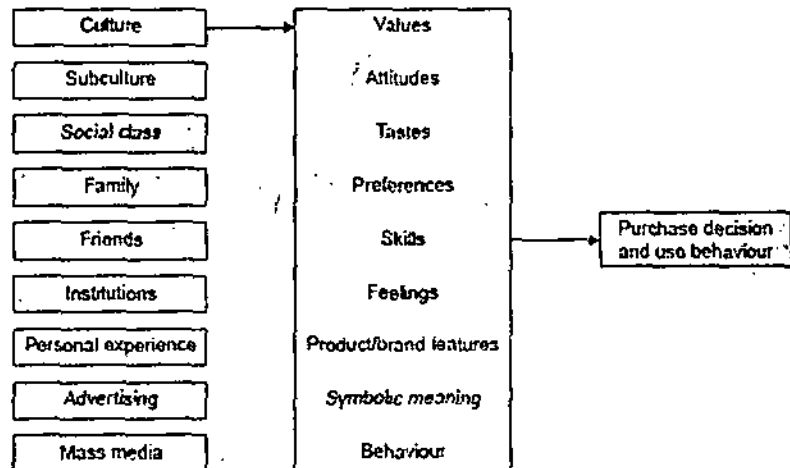 Culture
Subculture
Social class
Family
Friends
Institutions
Personal experience
Advertising
Mass media
Values
Attitudes
Tastes
Preferences
Skills
Feelings
Product/brand features
Symbolic meaning
Behaviour
Purchase decision
and use behaviour